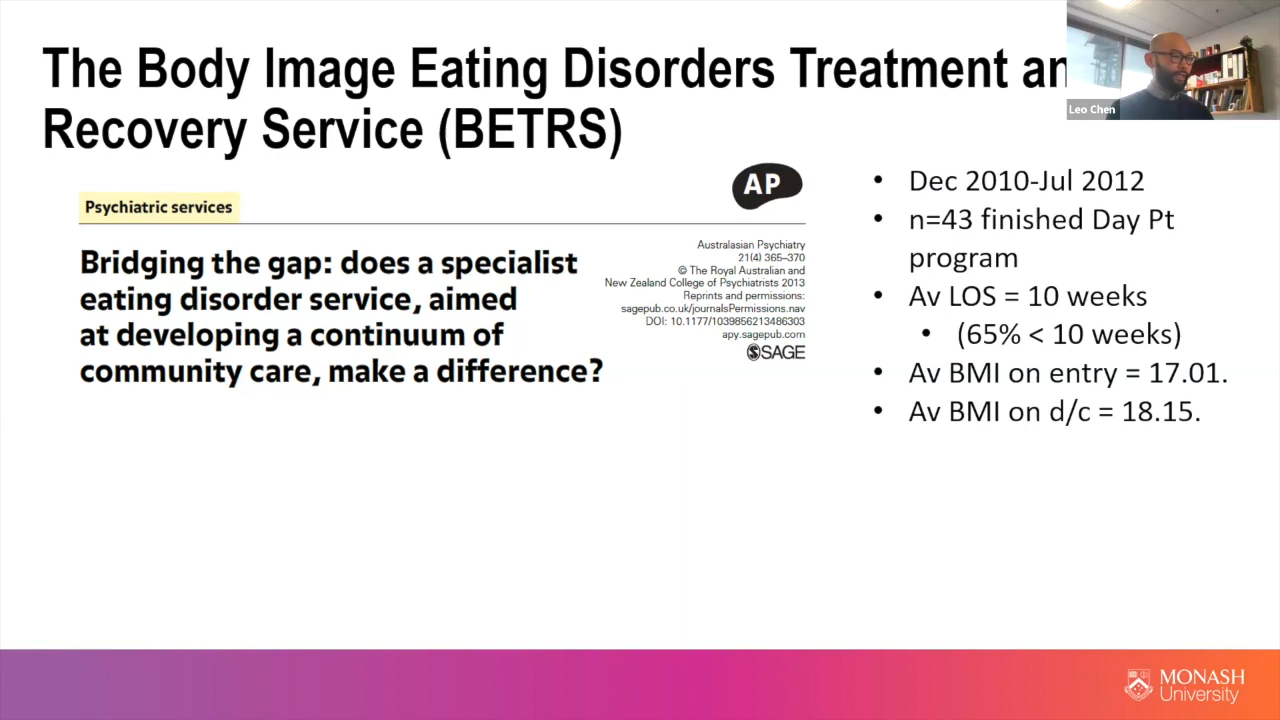 The Body Image Eating Disorders Treatment an
Recovery Service (BETRS)
Leo Chen
Psychiatric services
AP
Bridging the gap: does a specialist
eating disorder service, aimed
at developing a continuum of
community care, make a difference?
Australasian Psychiatry
21(4) 365–370
© The Royal Australian and
New Zealand College of Psychiatrists 2013
Reprints and permissions:
sagepub.co.uk/journalsPermissions.nav
DOI: 10.1177/1039856213486303
apy.sagepub.com
SAGE
• Dec 2010-Jul 2012
• n=43 finished Day Pt
program
• Av LOS = 10 weeks
• (65% < 10 weeks)
• Av BMI on entry = 17.01.
• Av BMI on d/c = 18.15.
MONASH
University